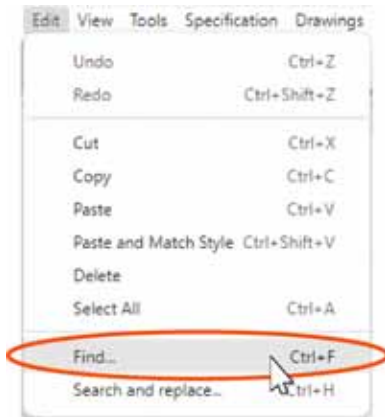 Edit View Tools Specification Drawings
Undo Ctrl+Z
Redo Ctrl+Shift+Z
Cut Ctrl+X
Copy Ctrl+C
Paste Ctrl+V
Paste and Match Style Ctrl+Shift+V
Delete
Select All Ctrl+A
Find... Ctrl+F
Search and replace... Ctrl+H